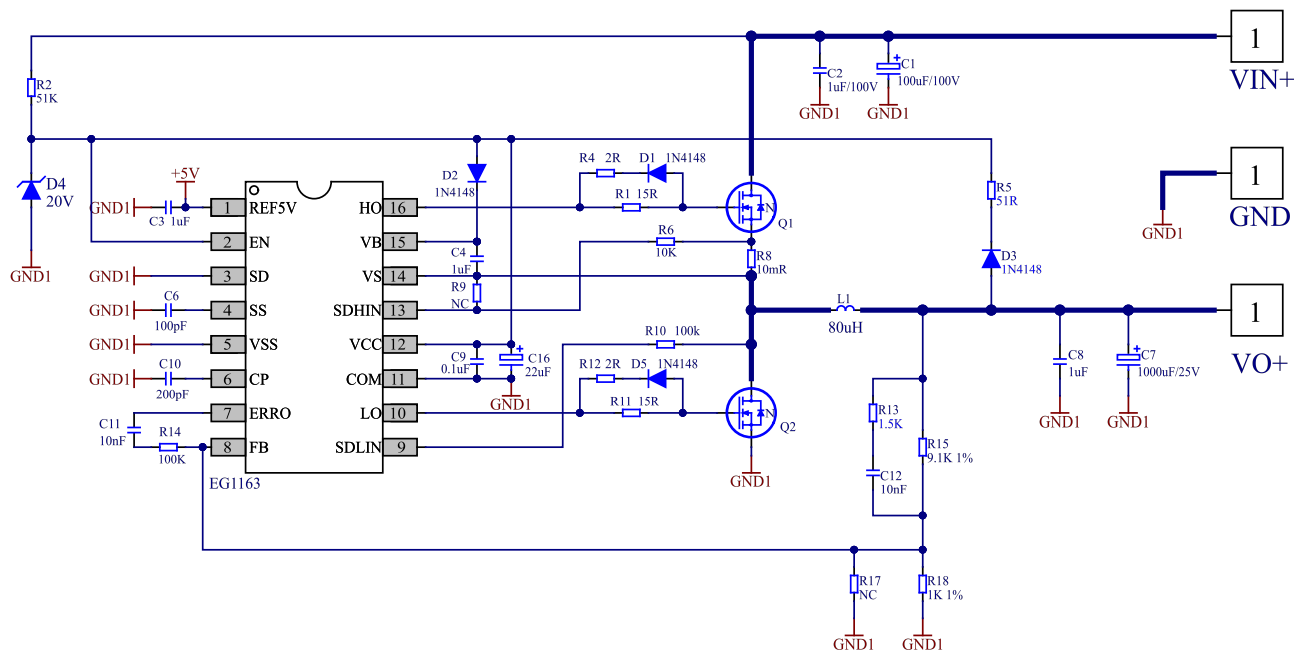 1
VIN+
C2
1uF/100V
GND1
C1
+
100uF/100V
GND1
R2
51K
D4
20V
GND1
+5V
GND1
C3 1uF
D2
1N4148
R4 2R
D1 1N4148
R1 15R
Q1
N
R5
51R
D3
1N4148
1
GND
GND1
1 REF5V
2 EN
3 SD
4 SS
5 VSS
6 CP
7 ERRO
8 FB
HO 16
VB 15
VS 14
SDHIN 13
VCC 12
COM 11
LO 10
SDLIN 9
EG1163
GND1
GND1
C6
100pF
GND1
GND1
C10
200pF
C11
10nF
R14
100K
C4
1uF
R9
NC
R6
10K
R8
10mR
L1
80uH
1
VO+
C9
0.1uF
+
C16
22uF
GND1
R10 100k
R12 2R
D5 1N4148
R11 15R
Q2
N
GND1
C8
1uF
GND1
+
C7
1000uF/25V
GND1
R13
1.5K
C12
10nF
R15
9.1K 1%
R17
NC
GND1
R18
1K 1%
GND1